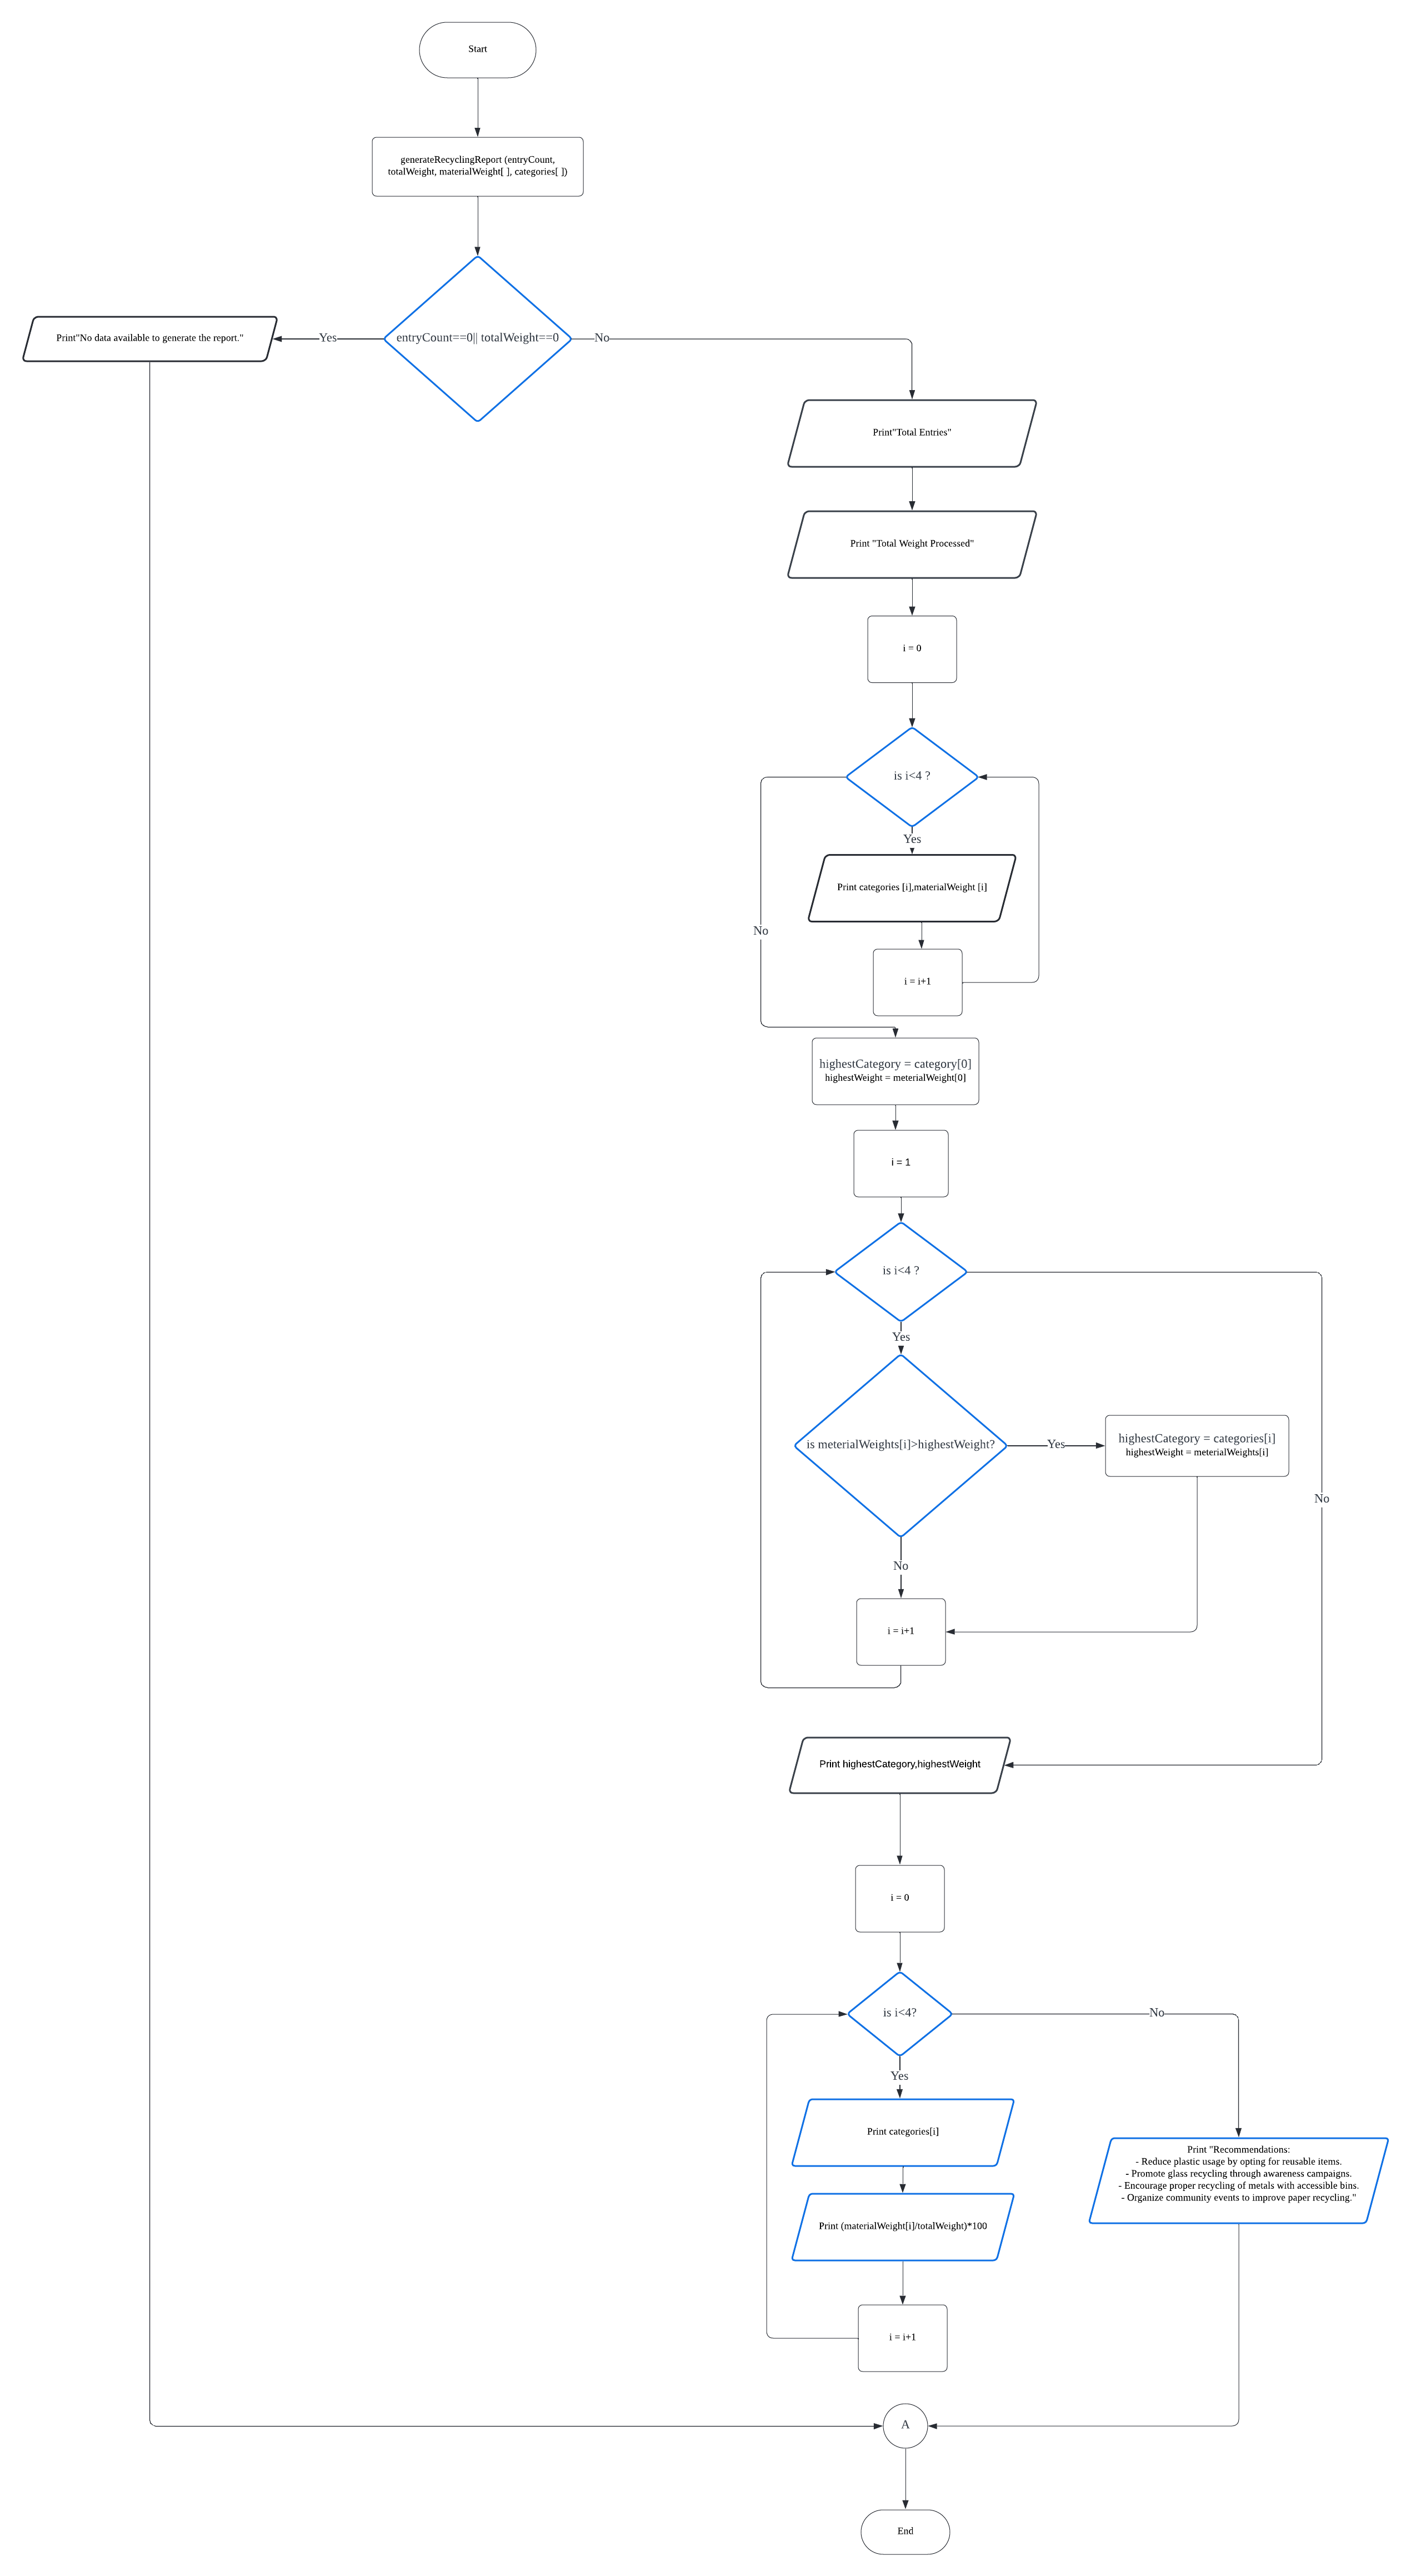 Start
generateRecyclingReport (entryCount,
totalWeight, materialWeight[ ], categories[ ])
entryCount==0|| totalWeight==0
Yes
No
Print"No data available to generate the report."
Print"Total Entries"
Print "Total Weight Processed"
i = 0
is i<4 ?
Yes
Print categories [i],materialWeight [i]
No
i = i+1
highestCategory = category[0]
highestWeight = meterialWeight[0]
i = 1
is i<4 ?
Yes
is meterialWeights[i]>highestWeight?
Yes
highestCategory = categories[i]
highestWeight = meterialWeights[i]
No
No
i = i+1
Print highestCategory,highestWeight
i = 0
is i<4?
No
Yes
Print categories[i]
Print "Recommendations:
- Reduce plastic usage by opting for reusable items.
- Promote glass recycling through awareness campaigns.
- Encourage proper recycling of metals with accessible bins.
- Organize community events to improve paper recycling."
Print (materialWeight[i]/totalWeight)*100
i = i+1
A
End